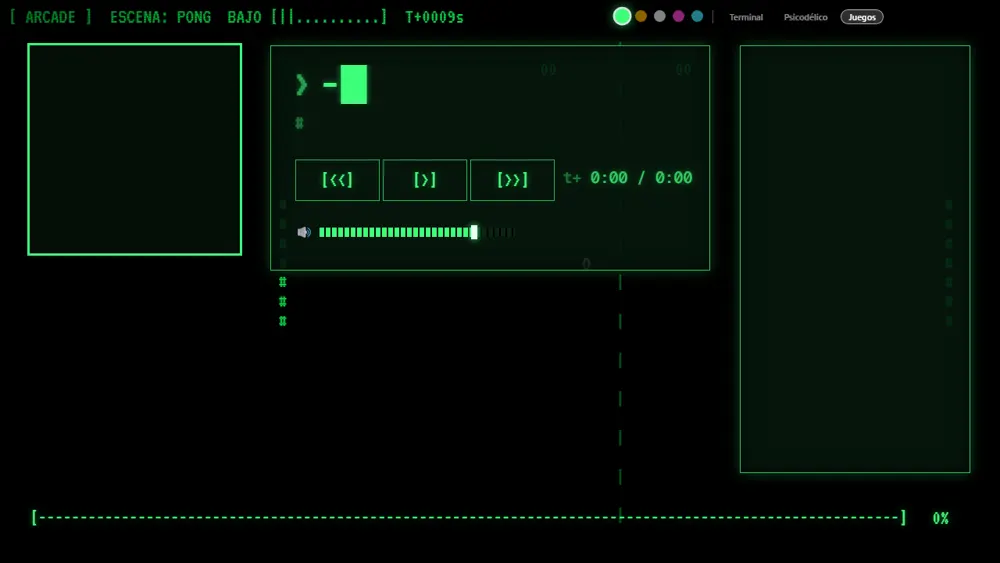 [ ARCADE ]  ESCENA: PONG  BAJO [||..........]  T+0009s
Terminal Psicodélico Juegos
00 00
❯ -
#
[<<] [>] [>>] t+ 0:00 / 0:00
0
#
#
#
[------------------------------------------------------------------------------------------] 0%